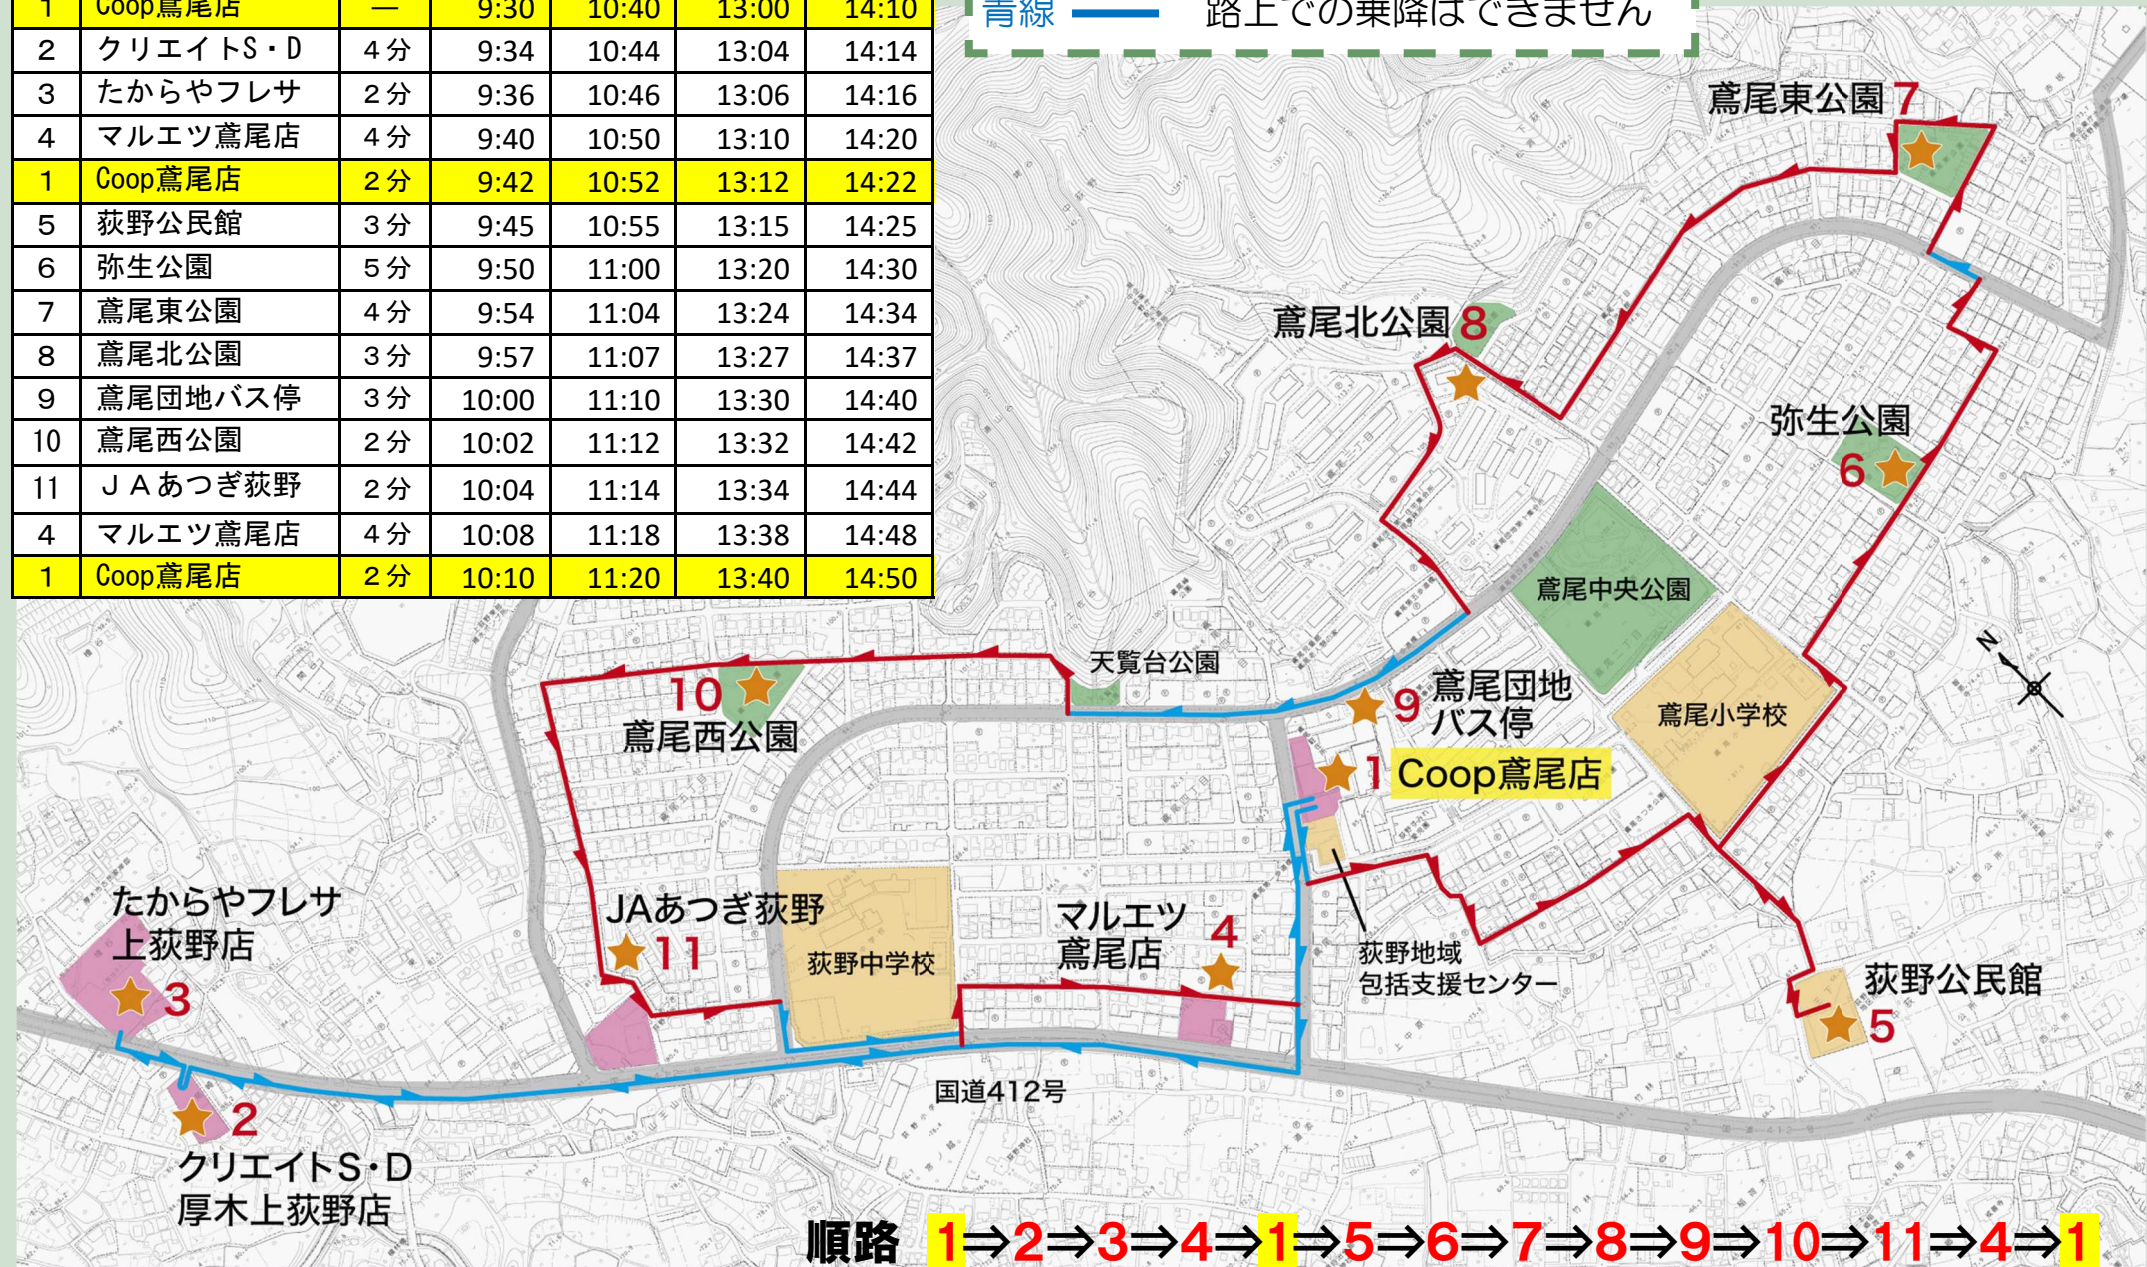 1 Coop鳶尾店 ― 9:30 10:40 13:00 14:10
2 クリエイトS・D 4分 9:34 10:44 13:04 14:14
3 たからやフレサ 2分 9:36 10:46 13:06 14:16
4 マルエツ鳶尾店 4分 9:40 10:50 13:10 14:20
1 Coop鳶尾店 2分 9:42 10:52 13:12 14:22
5 荻野公民館 3分 9:45 10:55 13:15 14:25
6 弥生公園 5分 9:50 11:00 13:20 14:30
7 鳶尾東公園 4分 9:54 11:04 13:24 14:34
8 鳶尾北公園 3分 9:57 11:07 13:27 14:37
9 鳶尾団地バス停 3分 10:00 11:10 13:30 14:40
10 鳶尾西公園 2分 10:02 11:12 13:32 14:42
11 ＪＡあつぎ荻野 2分 10:04 11:14 13:34 14:44
4 マルエツ鳶尾店 4分 10:08 11:18 13:38 14:48
1 Coop鳶尾店 2分 10:10 11:20 13:40 14:50
青線 路上での乗降はできません
鳶尾東公園 7
鳶尾北公園 8
弥生公園
6
鳶尾中央公園
天覧台公園
10
鳶尾西公園
9 鳶尾団地
バス停
鳶尾小学校
1 Coop鳶尾店
N
たからやフレサ
上荻野店
3
JAあつぎ荻野
11
荻野中学校
マルエツ
鳶尾店
4
荻野地域
包括支援センター
荻野公民館
5
国道412号
2
クリエイトS・D
厚木上荻野店
順路 1⇒2⇒3⇒4⇒1⇒5⇒6⇒7⇒8⇒9⇒10⇒11⇒4⇒1